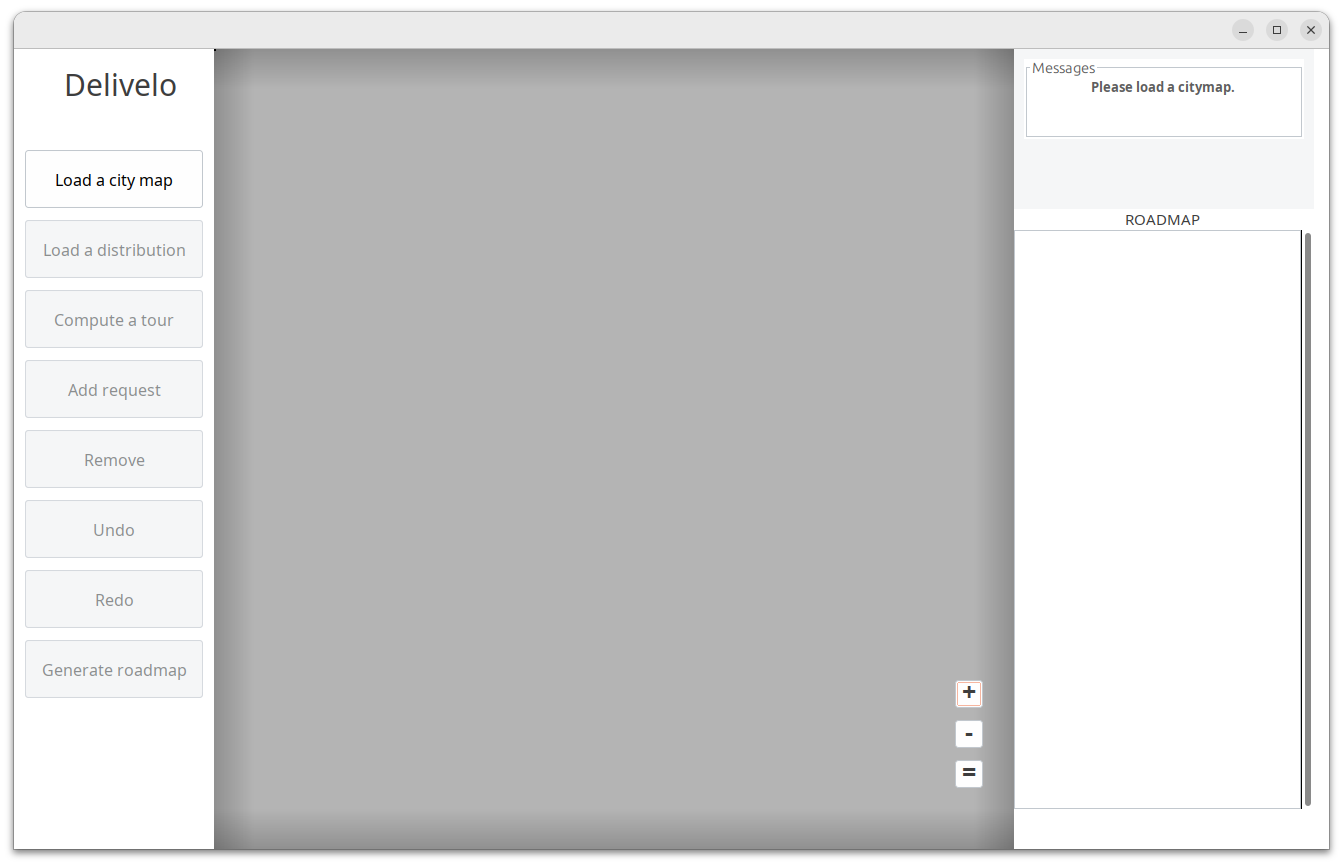 Delivelo
Load a city map
Load a distribution
Compute a tour
Add request
Remove
Undo
Redo
Generate roadmap
+
-
=
Messages
Please load a citymap.
ROADMAP